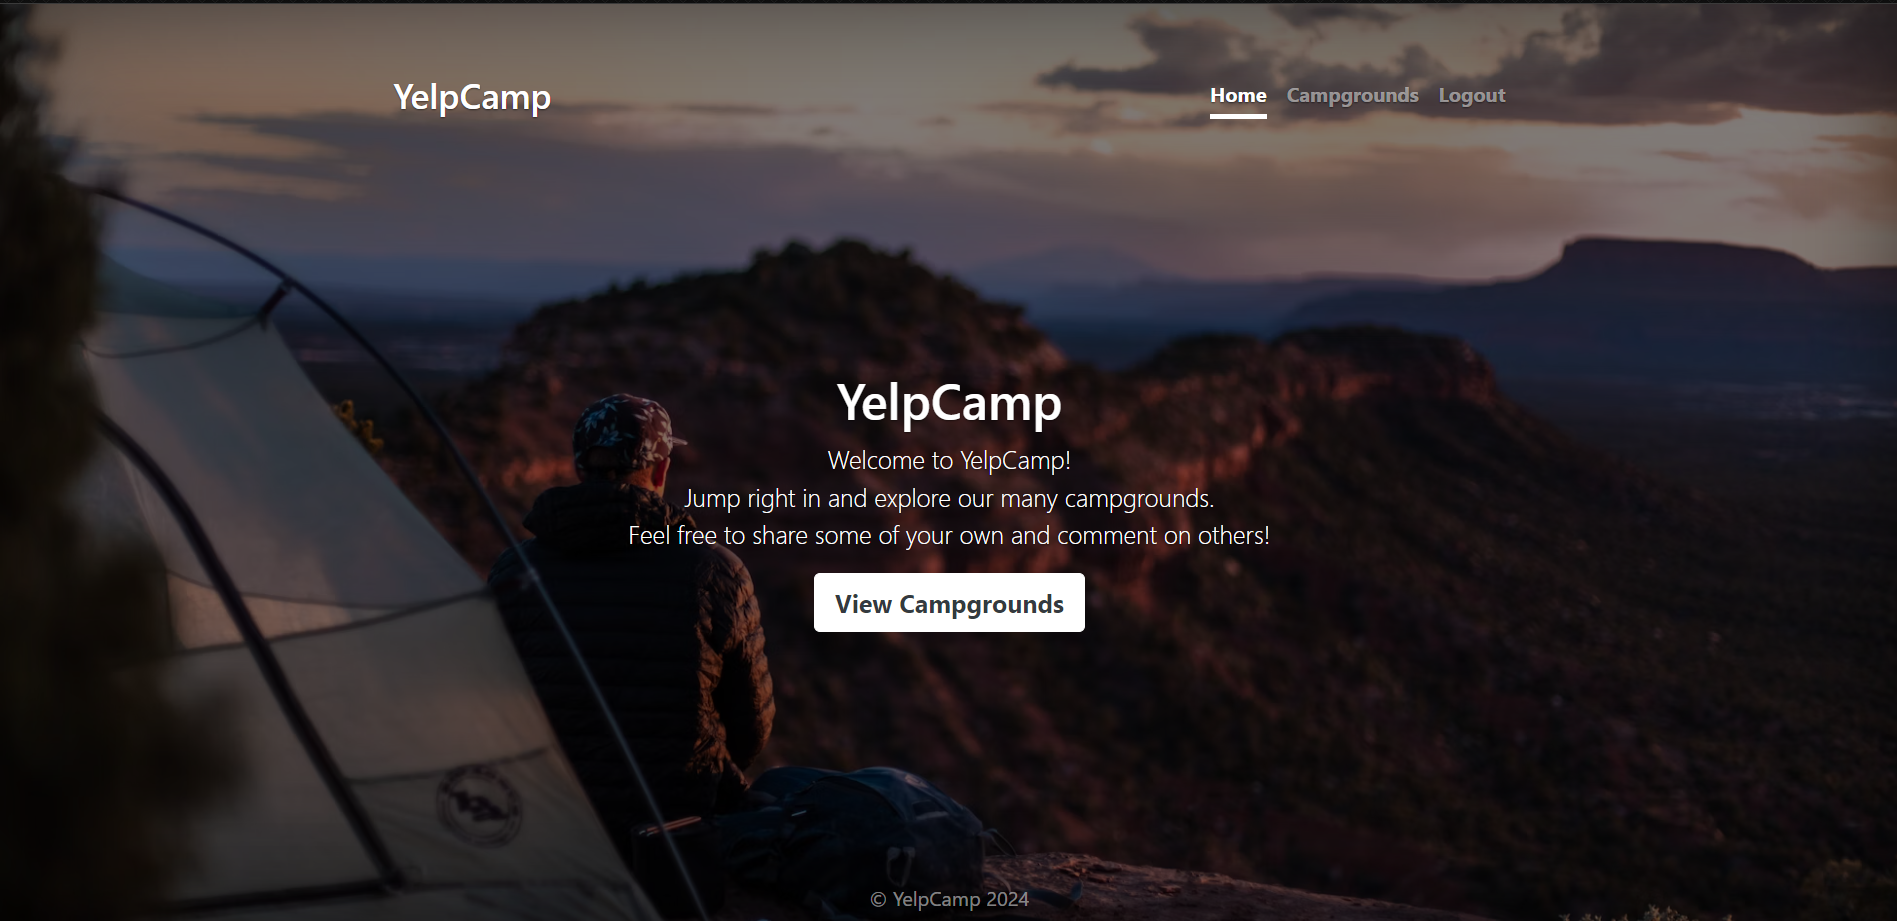 YelpCamp
Home Campgrounds Logout
YelpCamp
Welcome to YelpCamp!
Jump right in and explore our many campgrounds.
Feel free to share some of your own and comment on others!
View Campgrounds
© YelpCamp 2024